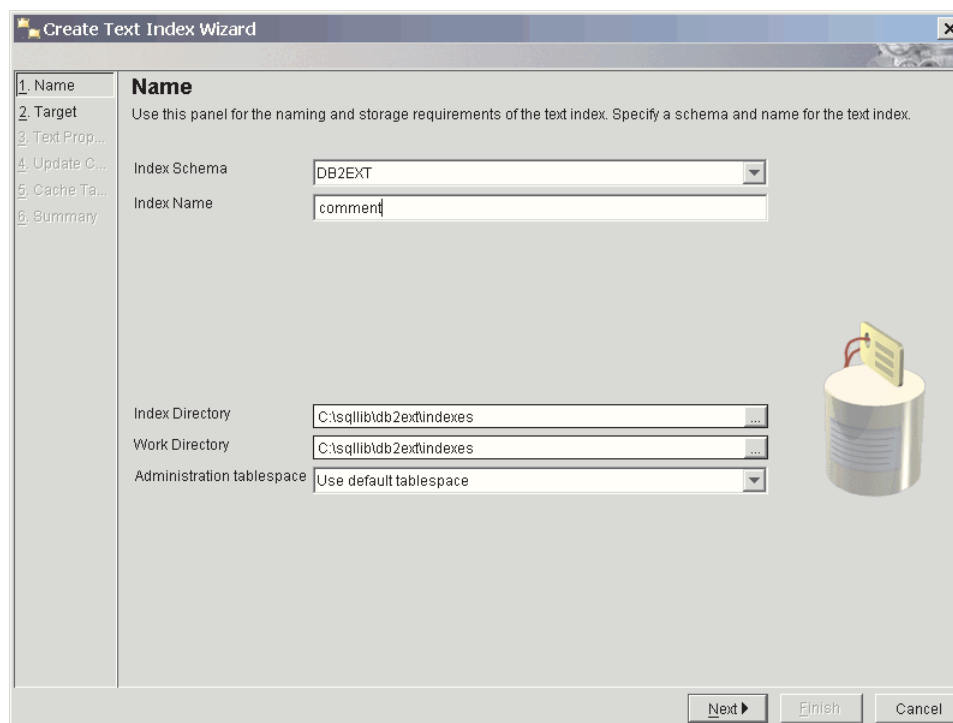 Create Text Index Wizard
1. Name
2. Target
3. Text Prop...
4. Update C...
5. Cache Ta...
6. Summary
Name
Use this panel for the naming and storage requirements of the text index. Specify a schema and name for the text index.
Index Schema DB2EXT
Index Name comment
Index Directory C:\sqllib\db2ext\indexes ...
Work Directory C:\sqllib\db2ext\indexes ...
Administration tablespace Use default tablespace
Next Finish Cancel